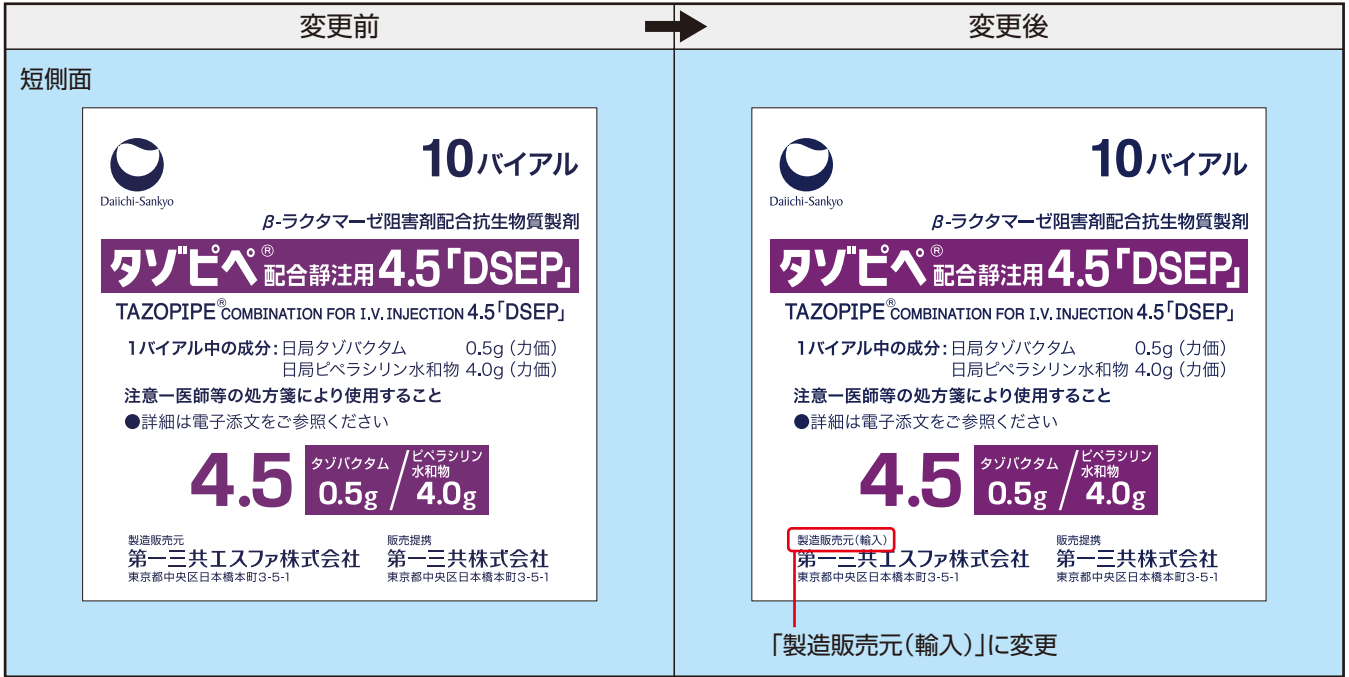 変更前
変更後
短側面
Daiichi-Sankyo
10バイアル
β-ラクタマーゼ阻害剤配合抗生物質製剤
タゾピペ®配合静注用4.5「DSEP」
TAZOPIPE®COMBINATION FOR I.V. INJECTION 4.5「DSEP」
1バイアル中の成分:日局タゾバクタム 0.5g(力価)
日局ピペラシリン水和物 4.0g(力価)
注意ー医師等の処方箋により使用すること
●詳細は電子添文をご参照ください
4.5
タゾバクタム
0.5g
ピペラシリン
水和物
4.0g
製造販売元
第一三共エスファ株式会社
東京都中央区日本橋本町3-5-1
販売提携
第一三共株式会社
東京都中央区日本橋本町3-5-1
Daiichi-Sankyo
10バイアル
β-ラクタマーゼ阻害剤配合抗生物質製剤
タゾピペ®配合静注用4.5「DSEP」
TAZOPIPE®COMBINATION FOR I.V. INJECTION 4.5「DSEP」
1バイアル中の成分:日局タゾバクタム 0.5g(力価)
日局ピペラシリン水和物 4.0g(力価)
注意ー医師等の処方箋により使用すること
●詳細は電子添文をご参照ください
4.5
タゾバクタム
0.5g
ピペラシリン
水和物
4.0g
製造販売元(輸入)
第一三共エスファ株式会社
東京都中央区日本橋本町3-5-1
販売提携
第一三共株式会社
東京都中央区日本橋本町3-5-1
「製造販売元(輸入)」に変更